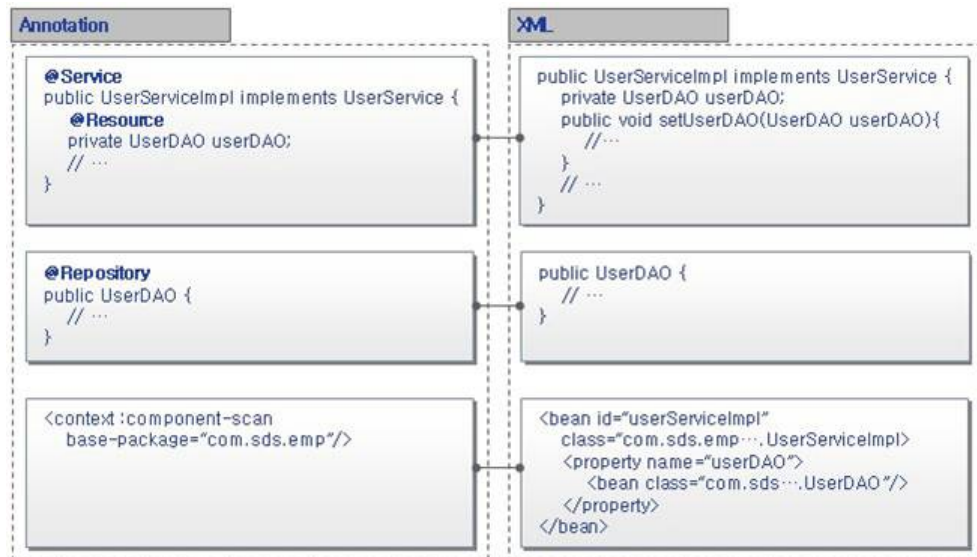 Annotation
@Service
public UserServiceImpl implements UserService {
@Resource
private UserDAO userDAO;
// ···
}
@Repository
public UserDAO {
// ···
}
<context:component-scan
base-package="com.sds.emp"/>
XML
public UserServiceImpl implements UserService {
private UserDAO userDAO;
public void setUserDAO(UserDAO userDAO){
//···
}
// ···
}
public UserDAO {
// ···
}
<bean id="userServiceImpl"
class="com.sds.emp···.UserServiceImpl>
<property name="userDAO">
<bean class="com.sds···.UserDAO"/>
</property>
</bean>